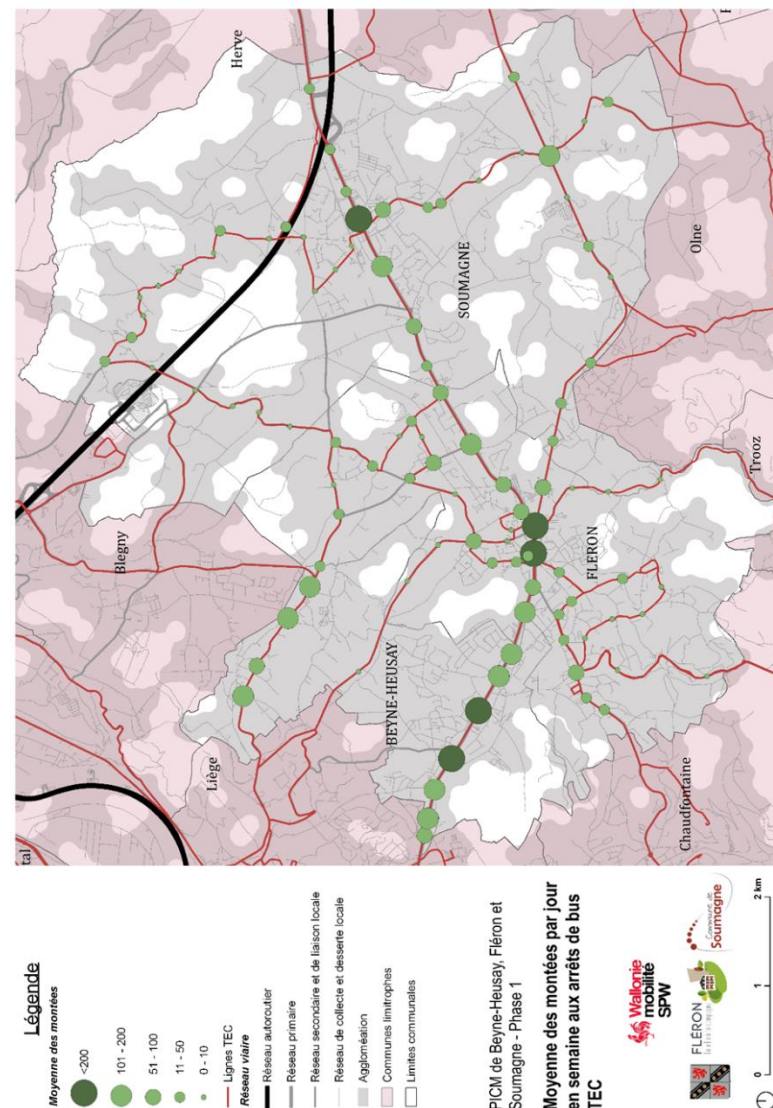 Herve
SOUMAGNE
Olne
Blegny
BEYNE-HEUSAY
FLERON
Trooz
Liège
Chaudfontaine
tal
Légende
Moyenne des montées
<200
101 - 200
51 - 100
11 - 50
0 - 10
Lignes TEC
Réseau viaire
Réseau autoroutier
Réseau primaire
Réseau secondaire et de liaison locale
Réseau de collecte et desserte locale
Agglomération
Communes limitrophes
Limites communales
PICM de Beyne-Heusay, Fléron et
Soumagne - Phase 1
Moyenne des montées par jour
en semaine aux arrêts de bus
TEC
Wallonie
mobilité
SPW
FLÉRON
Commune de
Soumagne
0
1
2 km